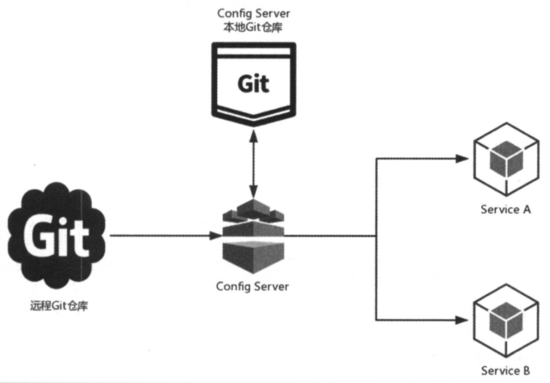 Config Server
本地Git仓库
Git
Git
远程Git仓库
Config Server
Service A
Service B